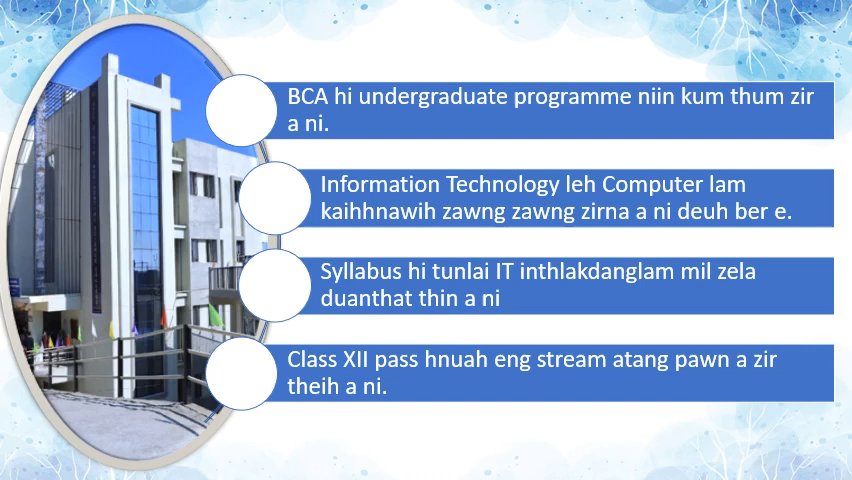 BCA hi undergraduate programme niin kum thum zir
a ni.
Information Technology leh Computer lam
kaihhnawih zawng zawng zirna a ni deuh ber e.
Syllabus hi tunlai IT inthlakdanglam mil zela
duanthat thin a ni
Class XII pass hnuah eng stream atang pawn a zir
theih a ni.